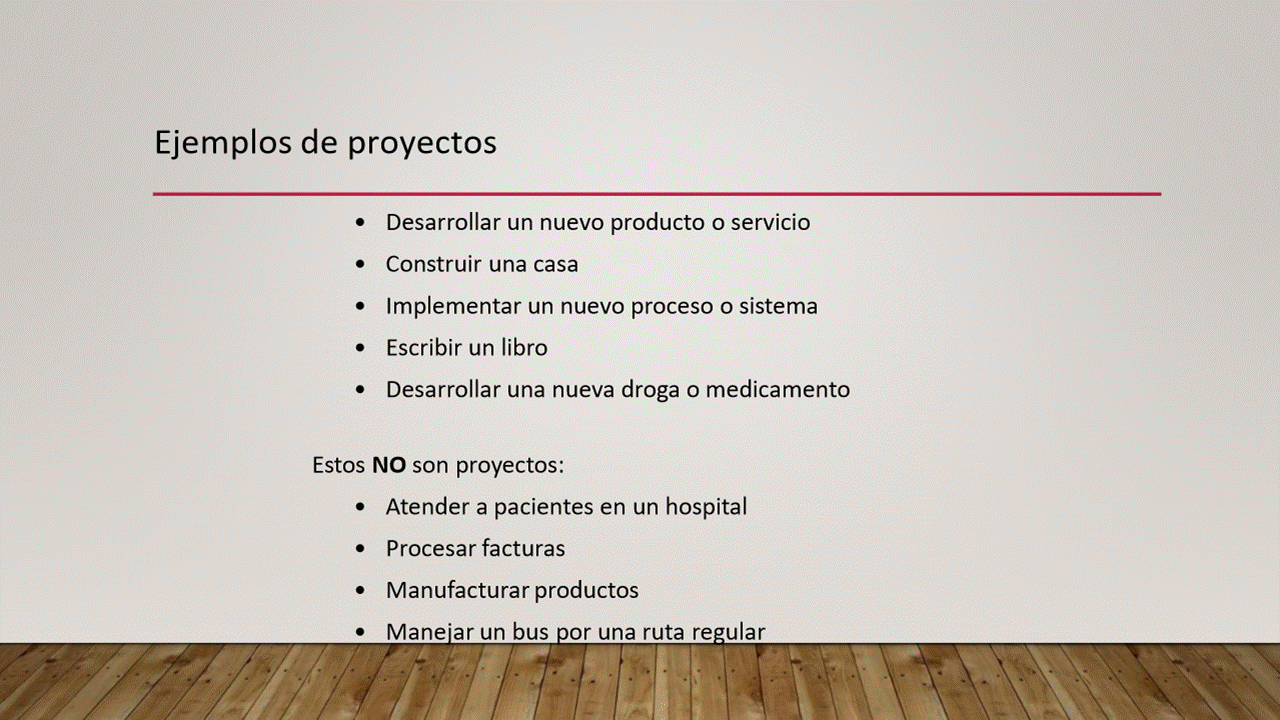 Ejemplos de proyectos
• Desarrollar un nuevo producto o servicio
• Construir una casa
• Implementar un nuevo proceso o sistema
• Escribir un libro
• Desarrollar una nueva droga o medicamento
Estos NO son proyectos:
• Atender a pacientes en un hospital
• Procesar facturas
• Manufacturar productos
• Manejar un bus por una ruta regular